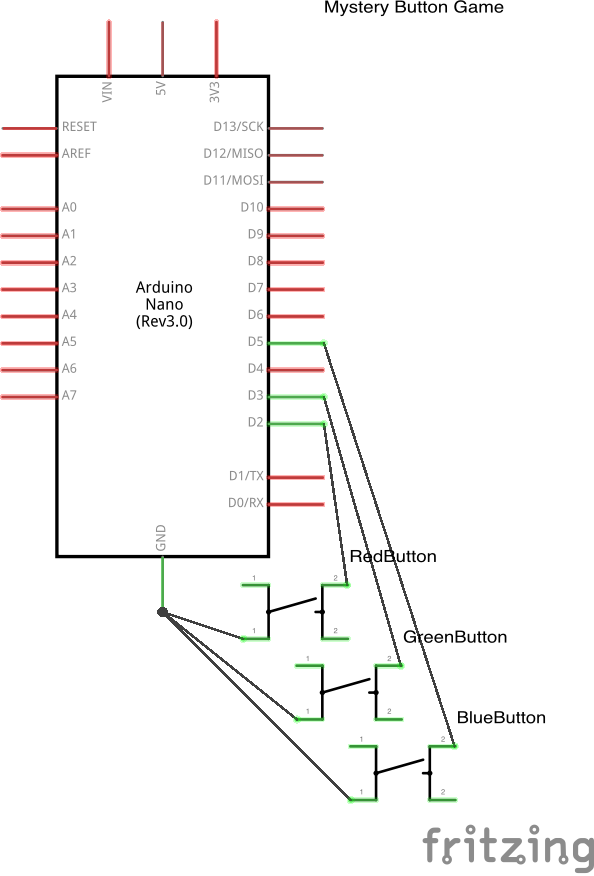 Mystery Button Game
VIN
5V
3V3
RESET
D13/SCK
AREF
D12/MISO
D11/MOSI
A0
D10
A1
D9
A2
D8
A3
D7
Arduino
Nano
(Rev3.0)
A4
D6
A5
D5
A6
D4
A7
D3
D2
D1/TX
D0/RX
GND
RedButton
1
2
1
2
GreenButton
1
2
1
2
BlueButton
1
2
1
2
fritzing